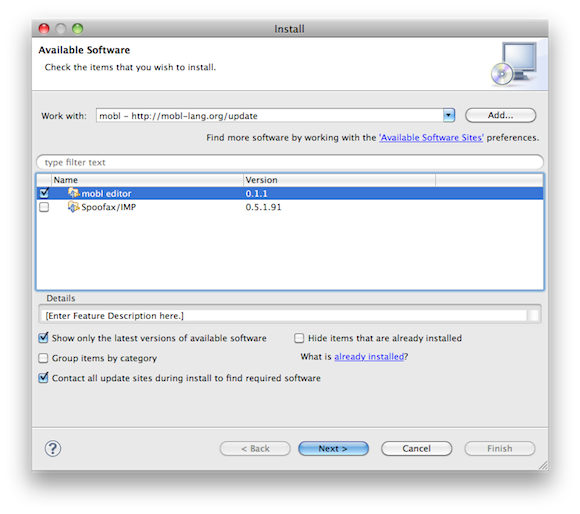 Install
Available Software
Check the items that you wish to install.
Work with: mobl – http://mobl-lang.org/update Add...
Find more software by working with the 'Available Software Sites' preferences.
type filter text
Name Version
mobl editor 0.1.1
Spoofax/IMP 0.5.1.91
Details
[Enter Feature Description here.]
Show only the latest versions of available software Hide items that are already installed
Group items by category What is already installed?
Contact all update sites during install to find required software
? < Back Next > Cancel Finish